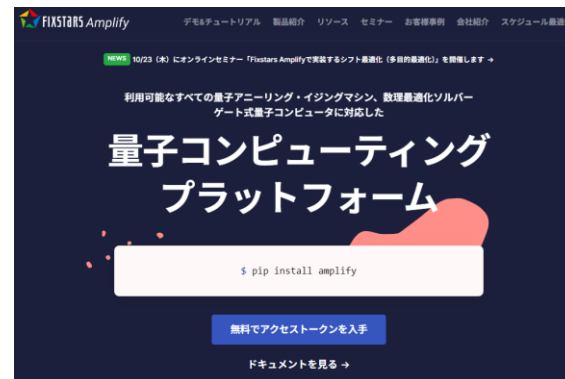 FIXSTARS Amplify
デモ&チュートリアル 製品紹介 リソース セミナー お客様事例 会社紹介 スケジュール最適
NEWS 10/23（木）にオンラインセミナー「Fixstars Amplifyで実装するシフト最適化（多目的最適化）」を開催します →
利用可能なすべての量子アニーリング・イジングマシン、数理最適化ソルバー
ゲート式量子コンピュータに対応した
量子コンピューティング
プラットフォーム
$ pip install amplify
無料でアクセストークンを入手
ドキュメントを見る →